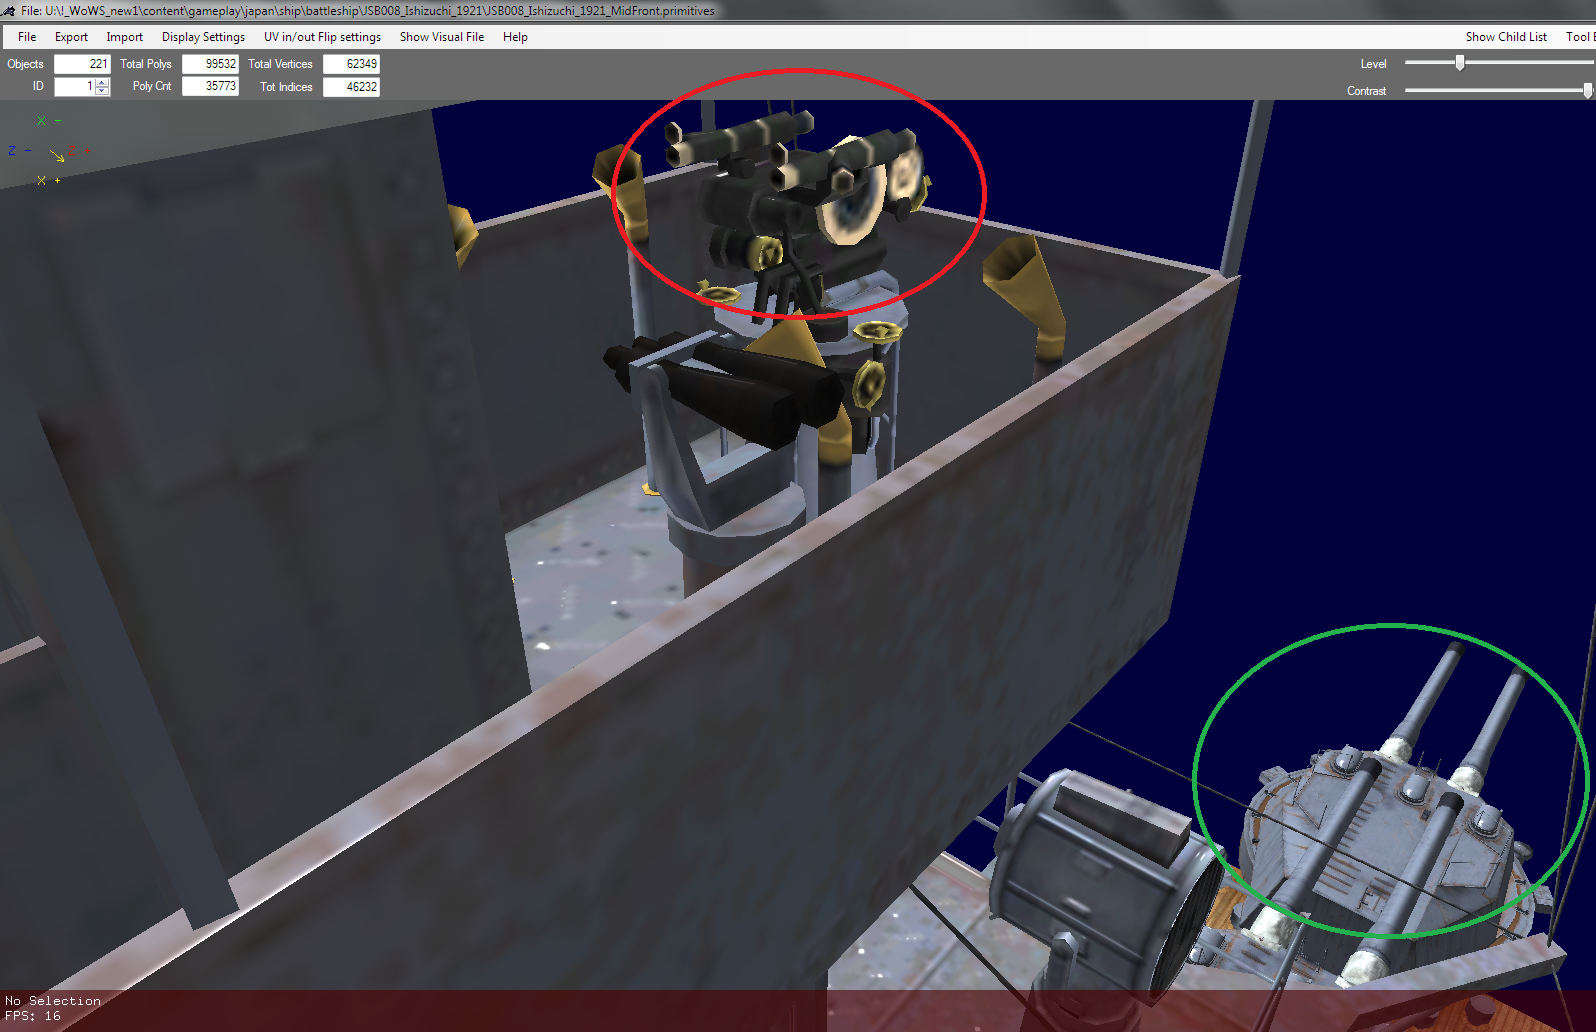 File: U:\!_WoWS_new1\content\gameplay\japan\ship\battleship\JSB008_Ishizuchi_1921\JSB008_Ishizuchi_1921_MidFront.primitives
File Export Import Display Settings UV in/out Flip settings Show Visual File Help Show Child List Tool
Objects 221 Total Polys 99532 Total Vertices 62349 Level
ID 1 Poly Cnt 35773 Tot Indices 46232 Contrast
X -
Z -
X +
No Selection
FPS: 16